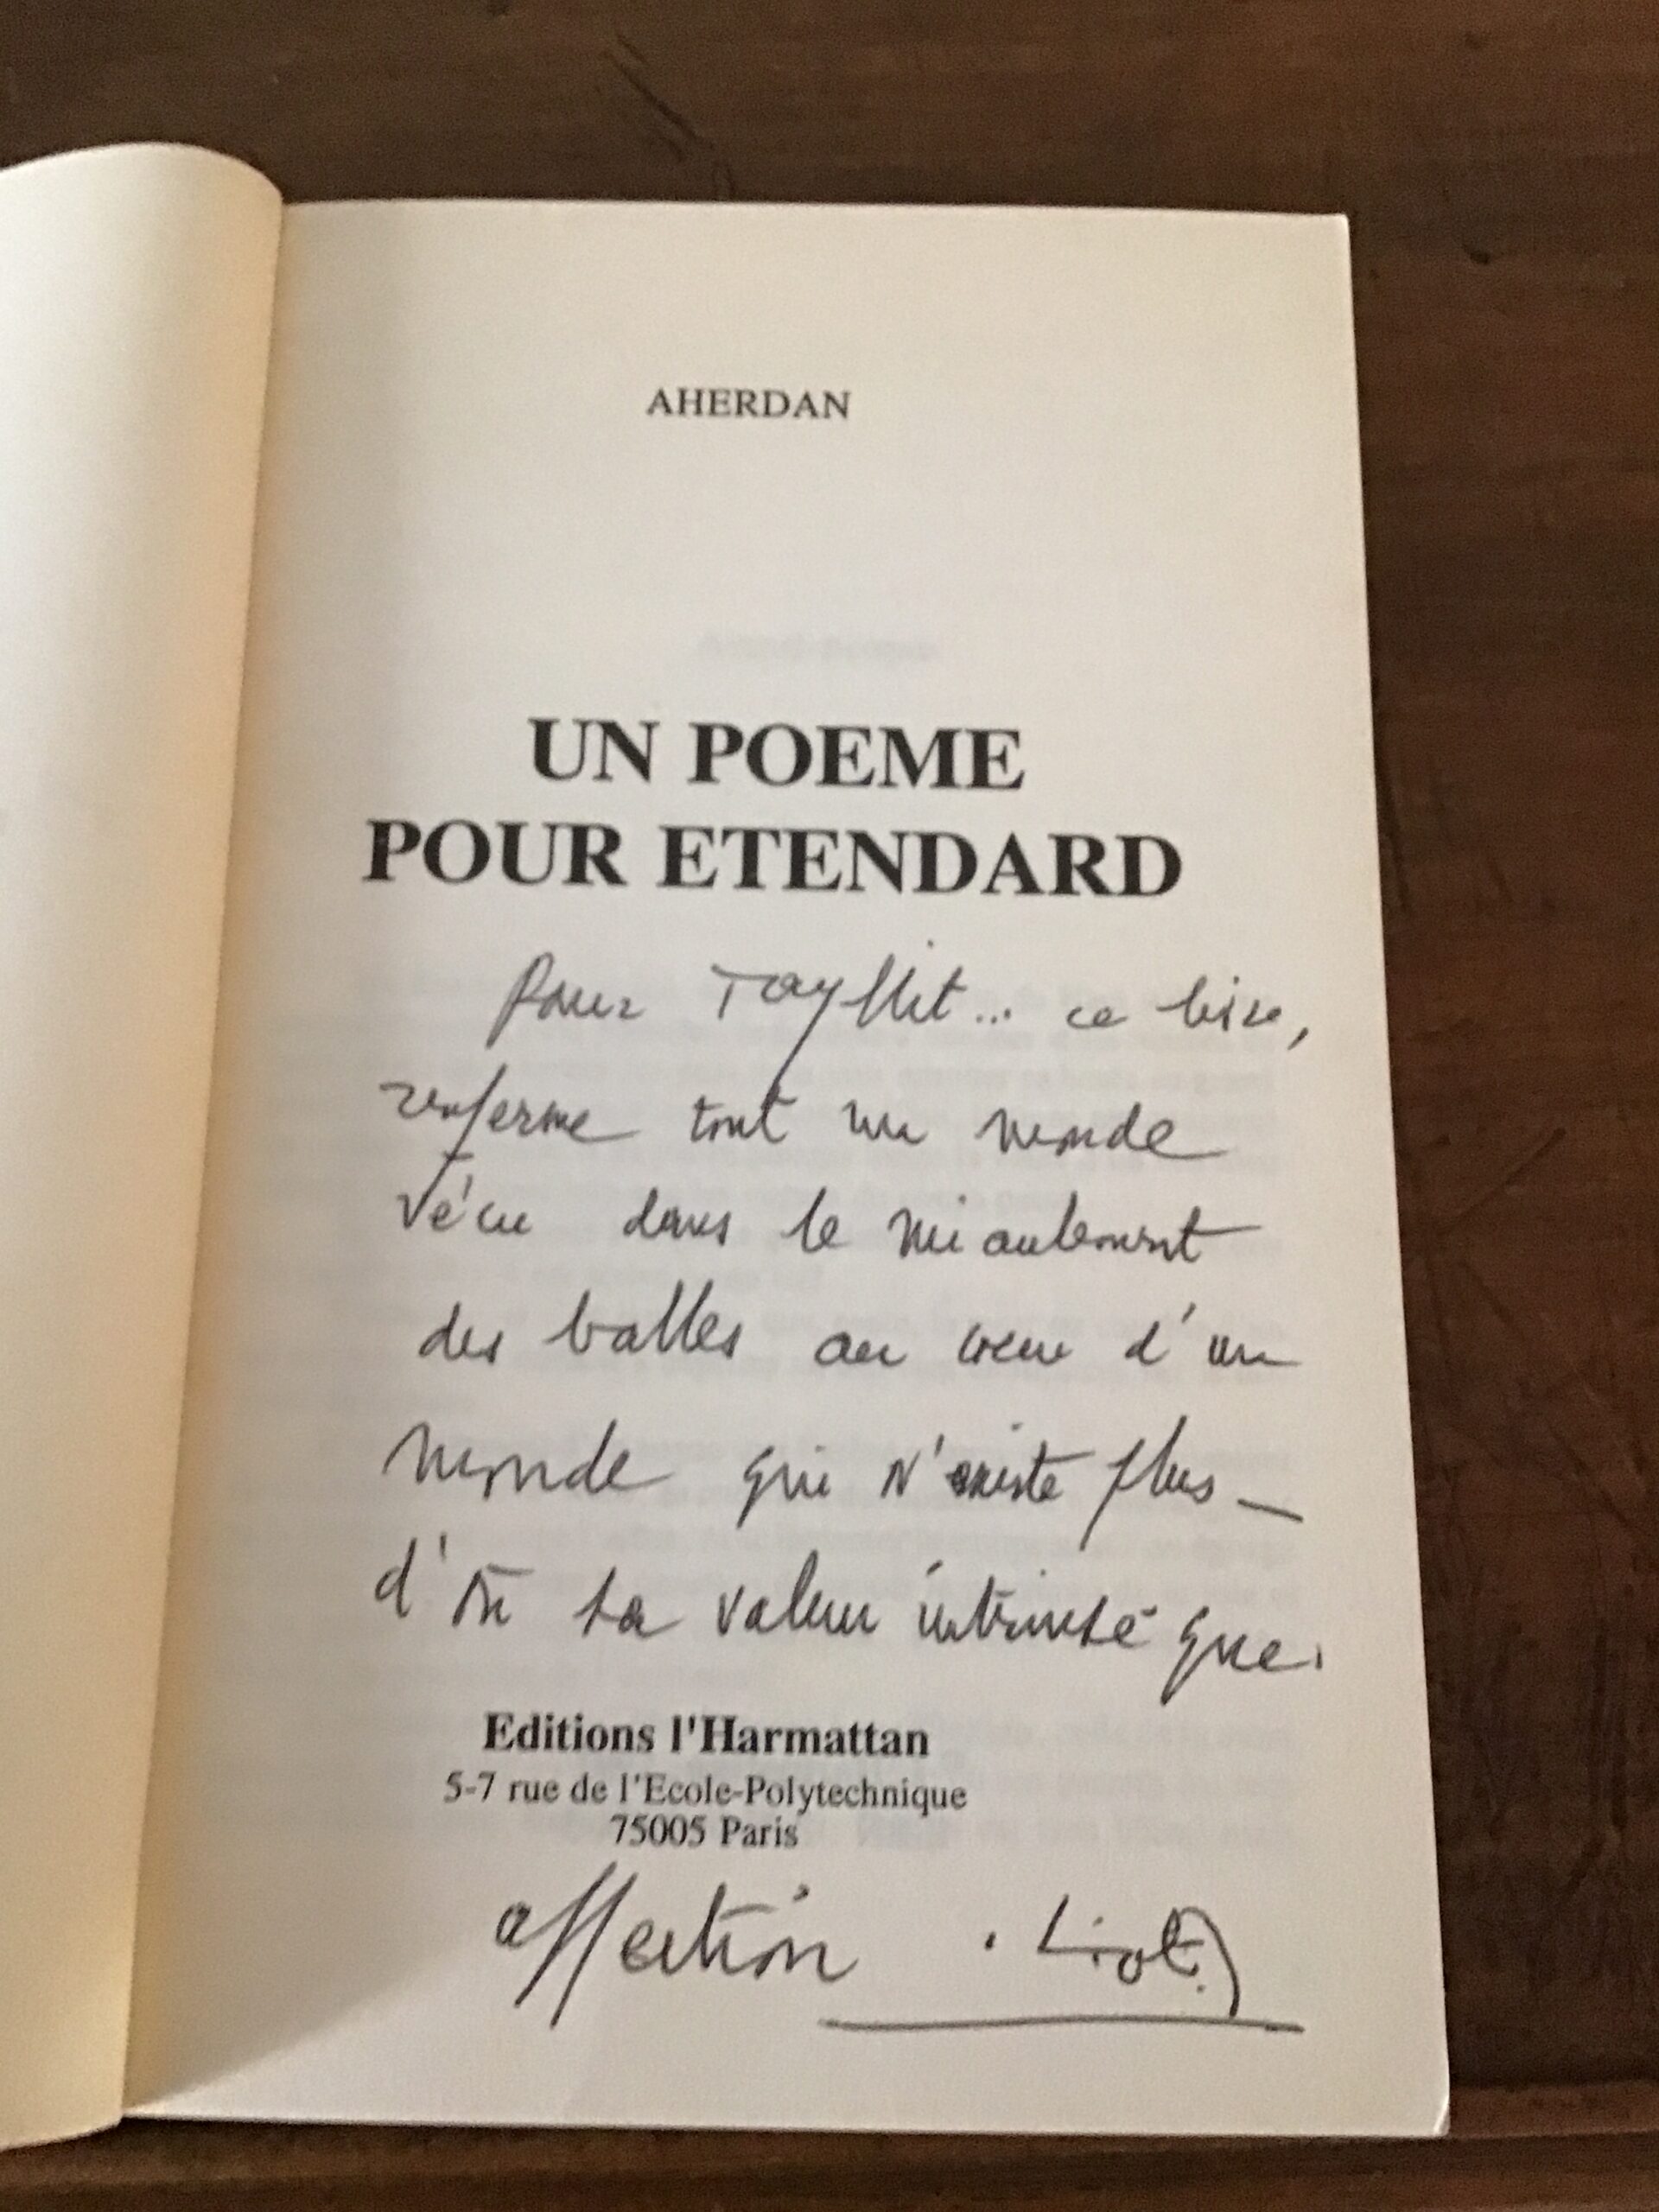 AHERDAN
UN POEME
POUR ETENDARD
Pour Tayllit... ce livre,
renferme tout un monde
vécu dans le miaulement
des balles au coeur d'un
monde qui n'existe plus _
d'où sa valeur intrinsèque.
Editions l'Harmattan
5-7 rue de l'Ecole-Polytechnique
75005 Paris
affection